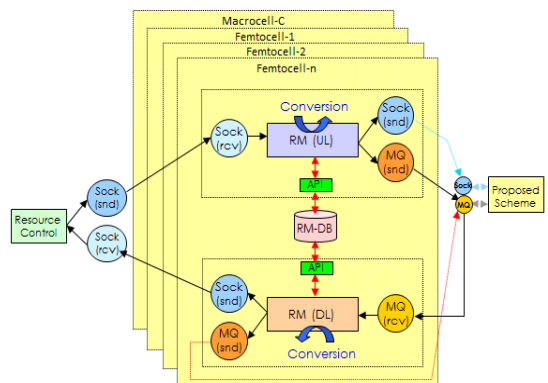 Macrocell-C
Femtocell-1
Femtocell-2
Femtocell-n
Conversion
Sock
(snd)
Sock
(rcv)
RM (UL)
MQ
(snd)
API
Sock
(snd)
Sock
MQ
Proposed
Scheme
Resource
Control
RM-DB
Sock
(rcv)
API
Sock
(snd)
RM (DL)
MQ
(rcv)
MQ
(snd)
Conversion